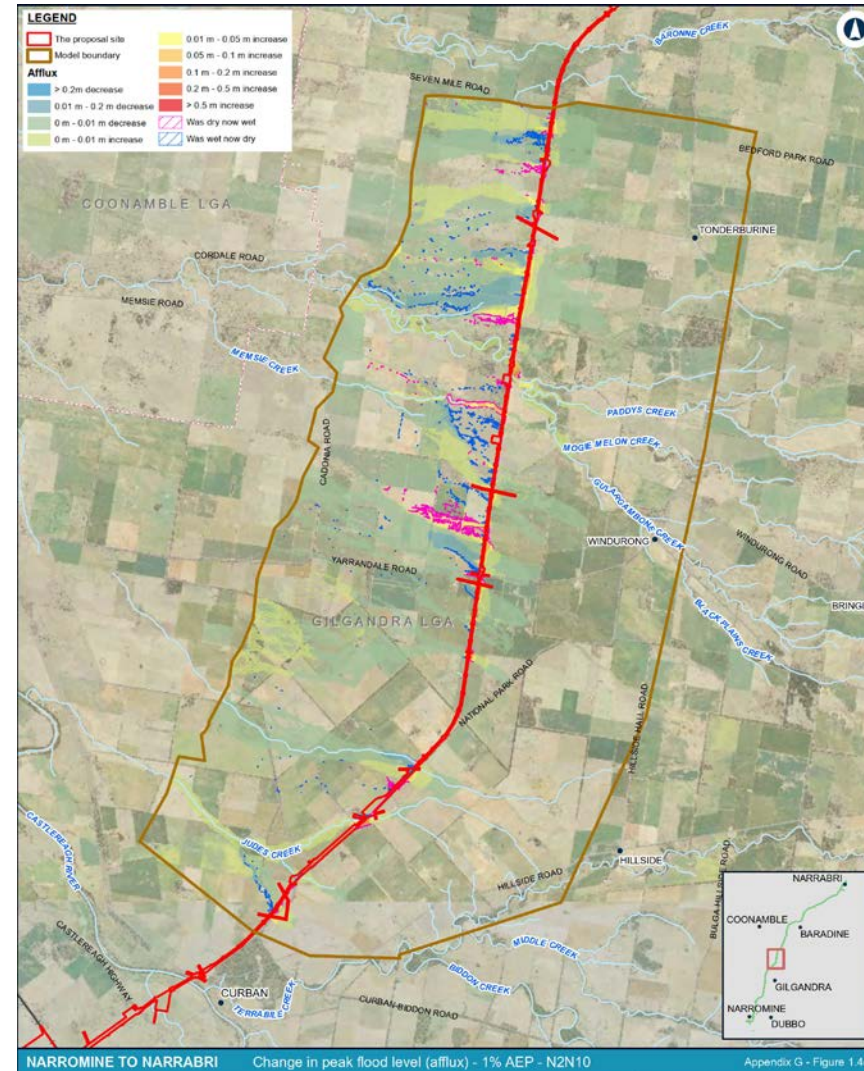 LEGEND
The proposal site
Model boundary
Afflux
> 0.2m decrease
0.01 m - 0.2 m decrease
0 m - 0.01 m decrease
0 m - 0.01 m increase
0.01 m - 0.05 m increase
0.05 m - 0.1 m increase
0.1 m - 0.2 m increase
0.2 m - 0.5 m increase
> 0.5 m increase
Was dry now wet
Was wet now dry
BARONNE CREEK
SEVEN MILE ROAD
BEDFORD PARK ROAD
COONAMBLE LGA
TONDERBURINE
CORDALE ROAD
MEMSIE ROAD
MEMSIE CREEK
PADDYS CREEK
CADONIA ROAD
MOGIE MELON CREEK
GULARGAMBONE CREEK
WINDURONG
WINDURONG ROAD
YARRANDALE ROAD
BLACK PLAINS CREEK
BRING
GILGANDRA LGA
NATIONAL PARK ROAD
HILLSIDE HALL ROAD
CASTLEREAGH RIVER
JUDES CREEK
HILLSIDE
HILLSIDE ROAD
BULGA HILLSIDE ROAD
MIDDLE CREEK
CASTLEREAGH HIGHWAY
BIDDON CREEK
CURBAN
TERRABILE CREEK
CURBAN-BIDDON ROAD
NARRABRI
COONAMBLE
BARADINE
GILGANDRA
NARROMINE
DUBBO
NARROMINE TO NARRABRI
Change in peak flood level (afflux) - 1% AEP - N2N10
Appendix G - Figure 1.4